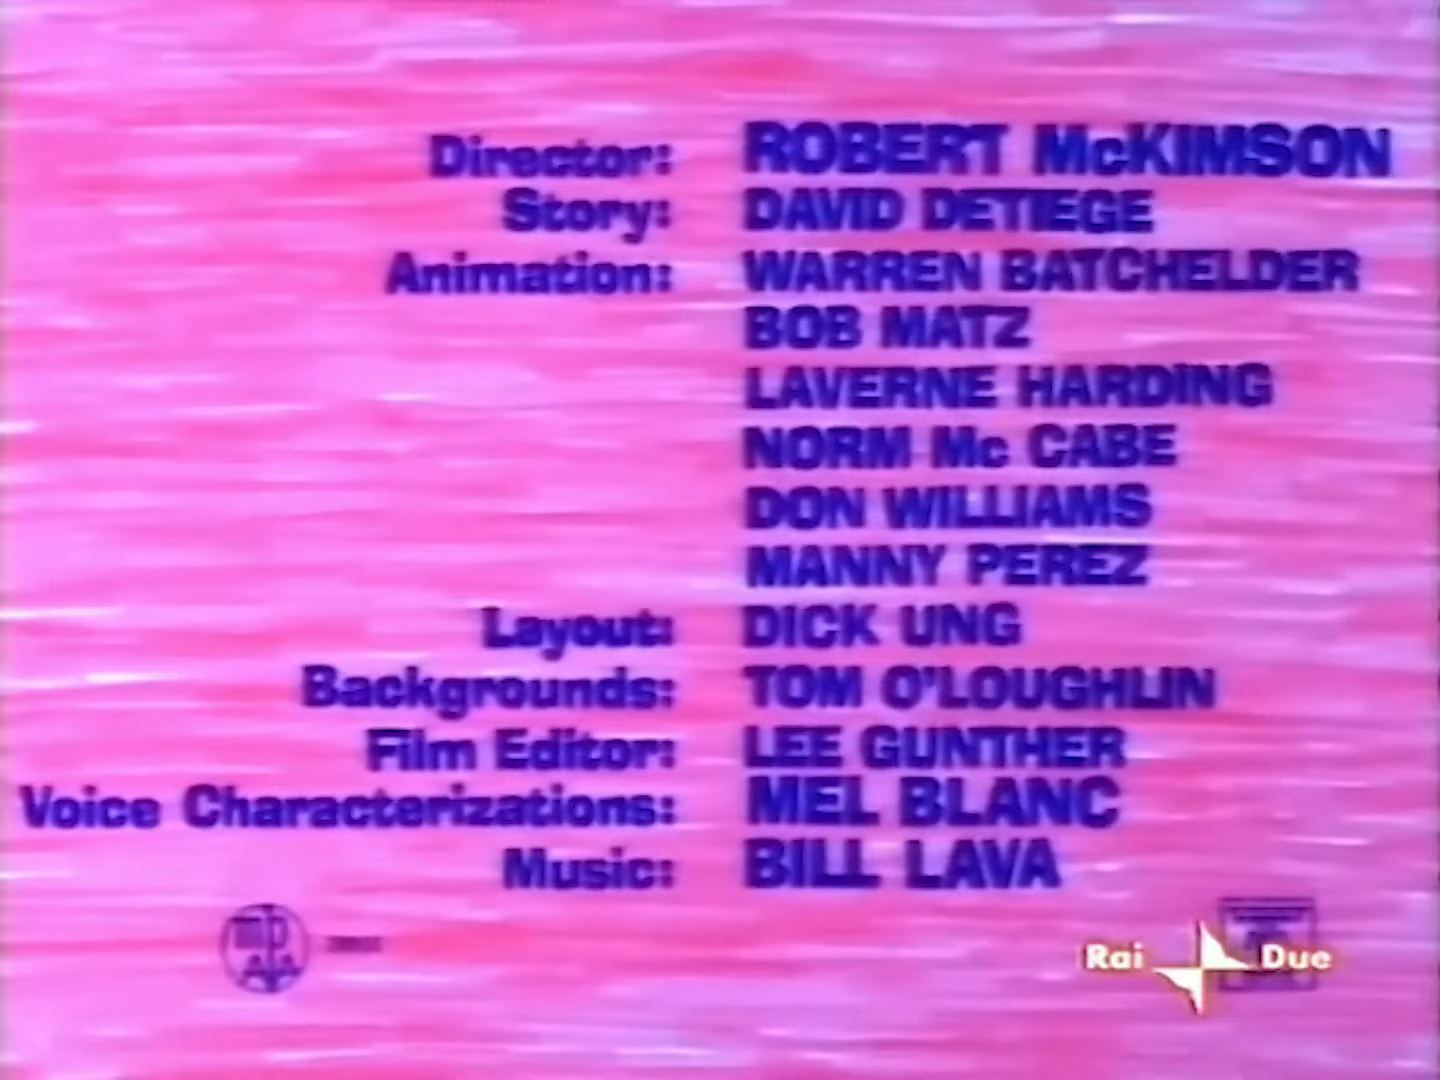 Director: ROBERT McKIMSON
Story: DAVID DETIEGE
Animation: WARREN BATCHELDER
BOB MATZ
LAVERNE HARDING
NORM Mc CABE
DON WILLIAMS
MANNY PEREZ
Layout: DICK UNG
Backgrounds: TOM O'LOUGHLIN
Film Editor: LEE GUNTHER
Voice Characterizations: MEL BLANC
Music: BILL LAVA
Rai Due